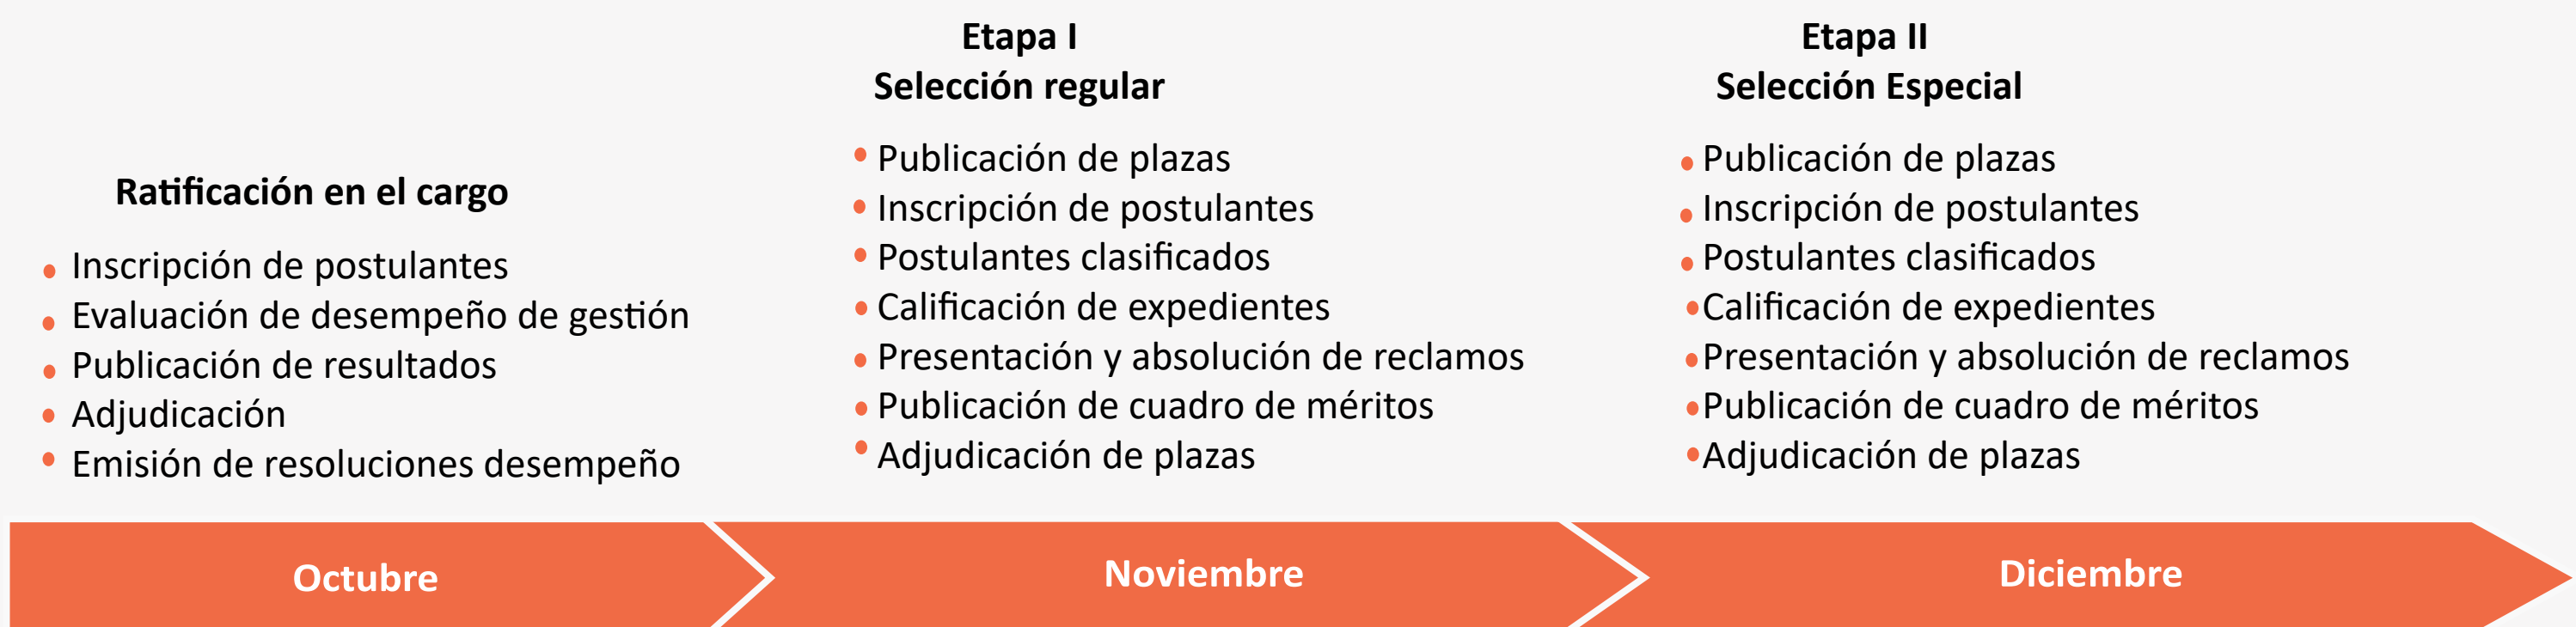 Ratificación en el cargo
Inscripción de postulantes
Evaluación de desempeño de gestión
Publicación de resultados
Adjudicación
Emisión de resoluciones desempeño
Etapa I
Selección regular
Publicación de plazas
Inscripción de postulantes
Postulantes clasificados
Calificación de expedientes
Presentación y absolución de reclamos
Publicación de cuadro de méritos
Adjudicación de plazas
Etapa II
Selección Especial
Publicación de plazas
Inscripción de postulantes
Postulantes clasificados
Calificación de expedientes
Presentación y absolución de reclamos
Publicación de cuadro de méritos
Adjudicación de plazas
Octubre
Noviembre
Diciembre